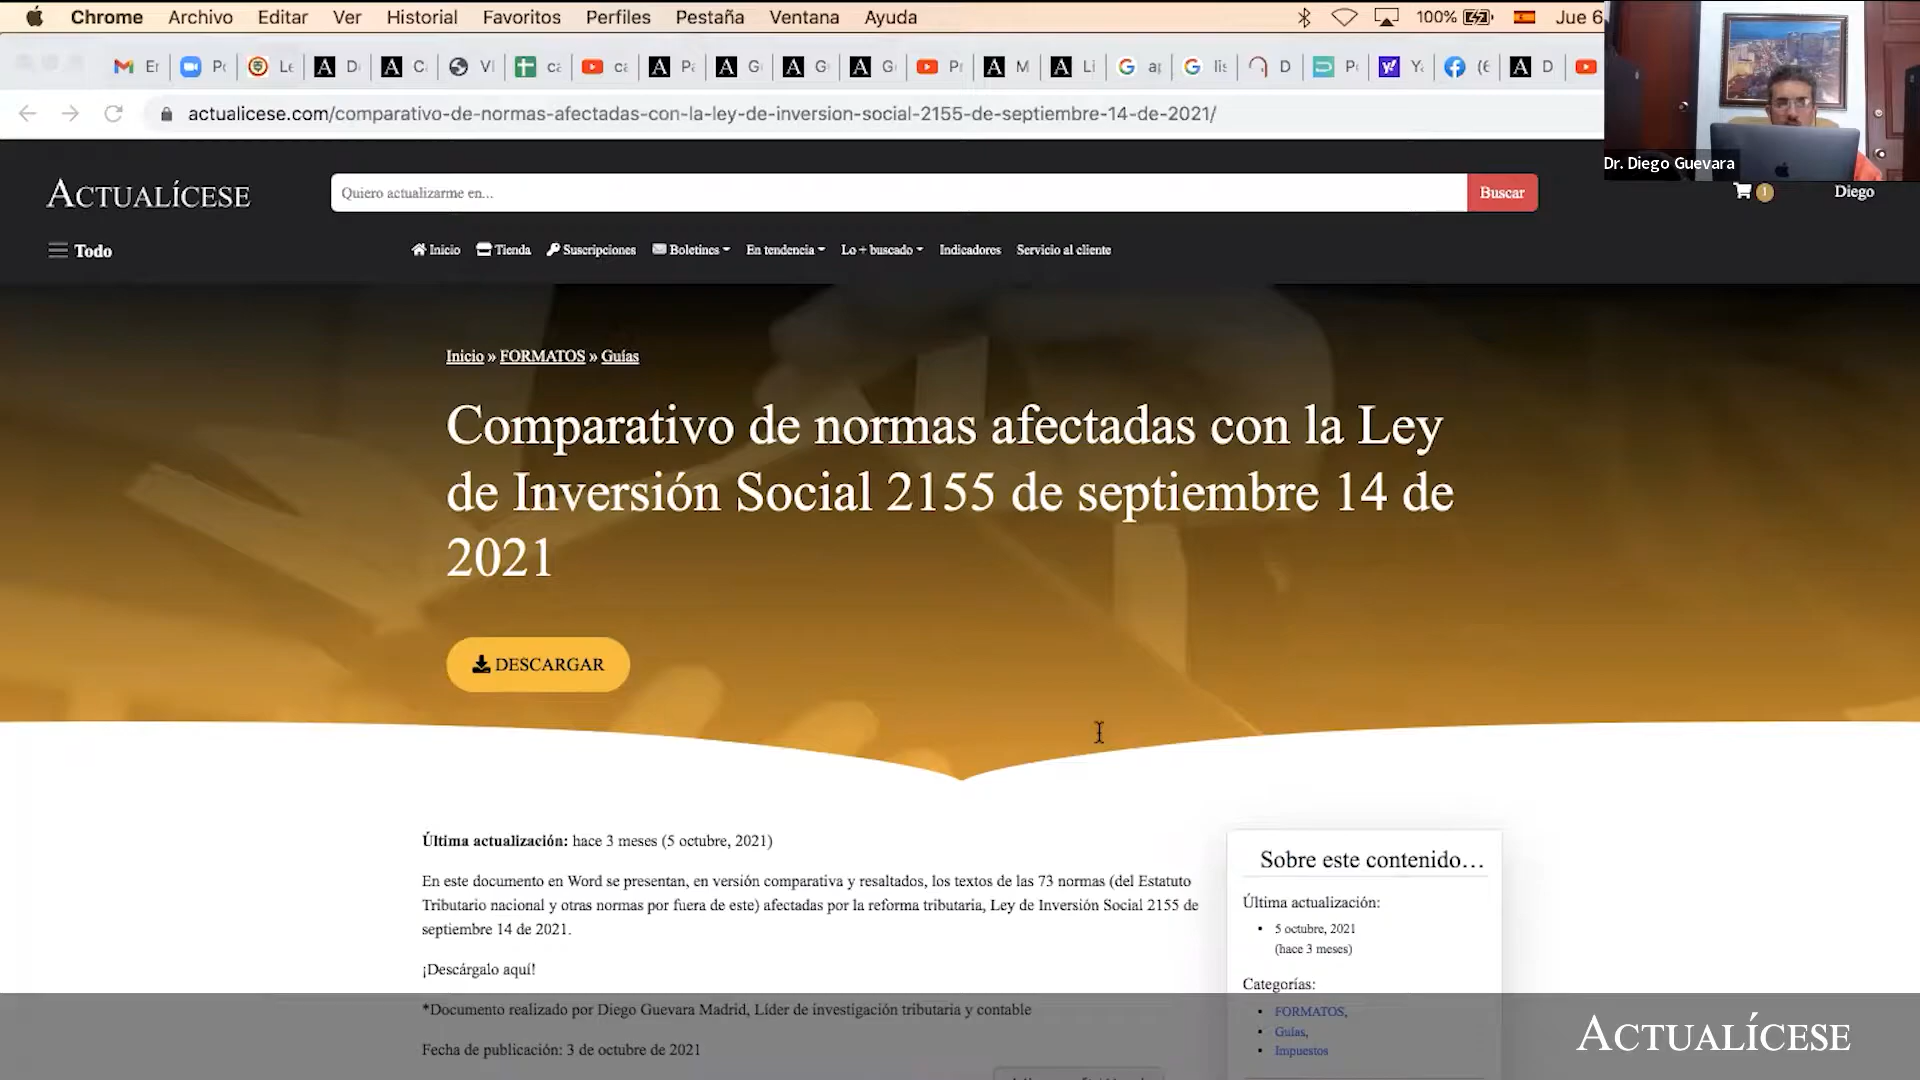 Chrome Archivo Editar Ver Historial Favoritos Perfiles Pestaña Ventana Ayuda 100% Jue 6
actualicese.com/comparativo-de-normas-afectadas-con-la-ley-de-inversion-social-2155-de-septiembre-14-de-2021/
Dr. Diego Guevara
ACTUALÍCESE
Quiero actualizarme en...
Buscar
1
Diego
Todo
Inicio Tienda Suscripciones Boletines En tendencia Lo + buscado Indicadores Servicio al cliente
Inicio » FORMATOS » Guías
Comparativo de normas afectadas con la Ley
de Inversión Social 2155 de septiembre 14 de
2021
DESCARGAR
Última actualización: hace 3 meses (5 octubre, 2021)
En este documento en Word se presentan, en versión comparativa y resaltados, los textos de las 73 normas (del Estatuto
Tributario nacional y otras normas por fuera de este) afectadas por la reforma tributaria, Ley de Inversión Social 2155 de
septiembre 14 de 2021.
¡Descárgalo aquí!
*Documento realizado por Diego Guevara Madrid, Líder de investigación tributaria y contable
Fecha de publicación: 3 de octubre de 2021
Sobre este contenido…
Última actualización:
• 5 octubre, 2021
(hace 3 meses)
Categorías:
• FORMATOS,
• Guías,
• Impuestos
ACTUALÍCESE